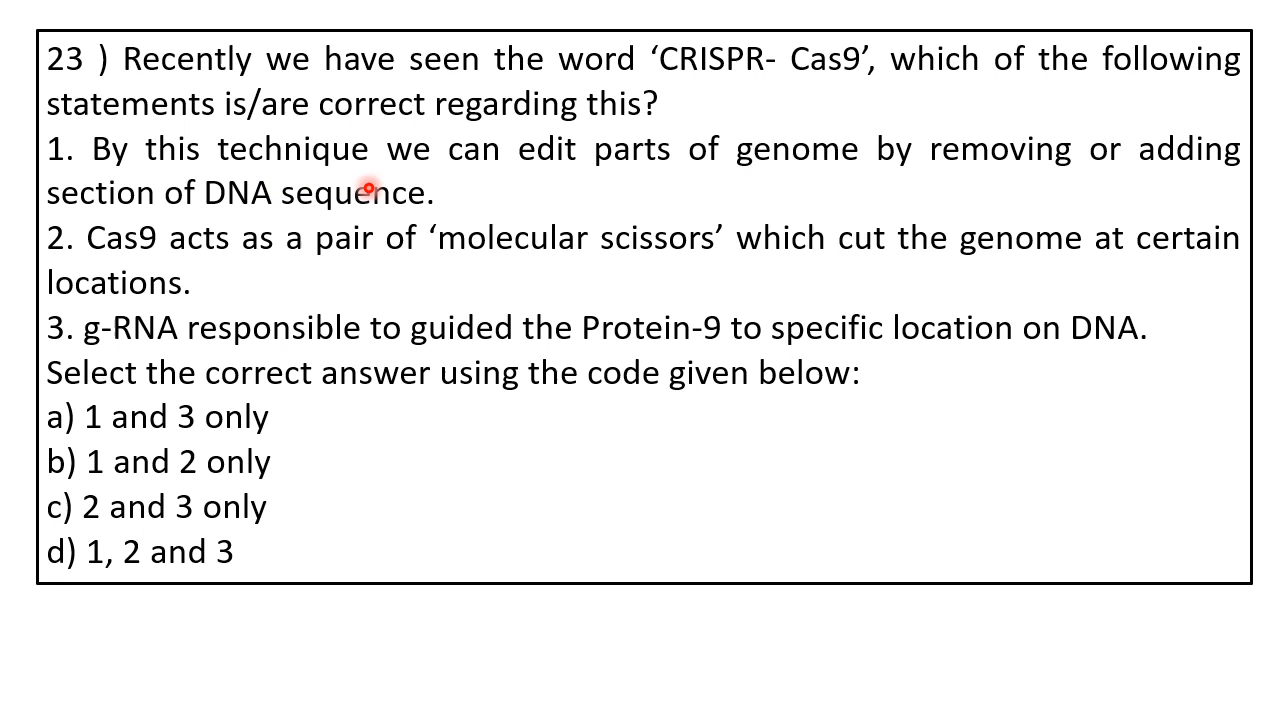 23 ) Recently we have seen the word ‘CRISPR- Cas9’, which of the following
statements is/are correct regarding this?
1. By this technique we can edit parts of genome by removing or adding
section of DNA sequence.
2. Cas9 acts as a pair of ‘molecular scissors’ which cut the genome at certain
locations.
3. g-RNA responsible to guided the Protein-9 to specific location on DNA.
Select the correct answer using the code given below:
a) 1 and 3 only
b) 1 and 2 only
c) 2 and 3 only
d) 1, 2 and 3